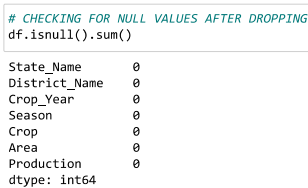 # CHECKING FOR NULL VALUES AFTER DROPPING
df.isnull().sum()
State_Name 0
District_Name 0
Crop_Year 0
Season 0
Crop 0
Area 0
Production 0
dtype: int64